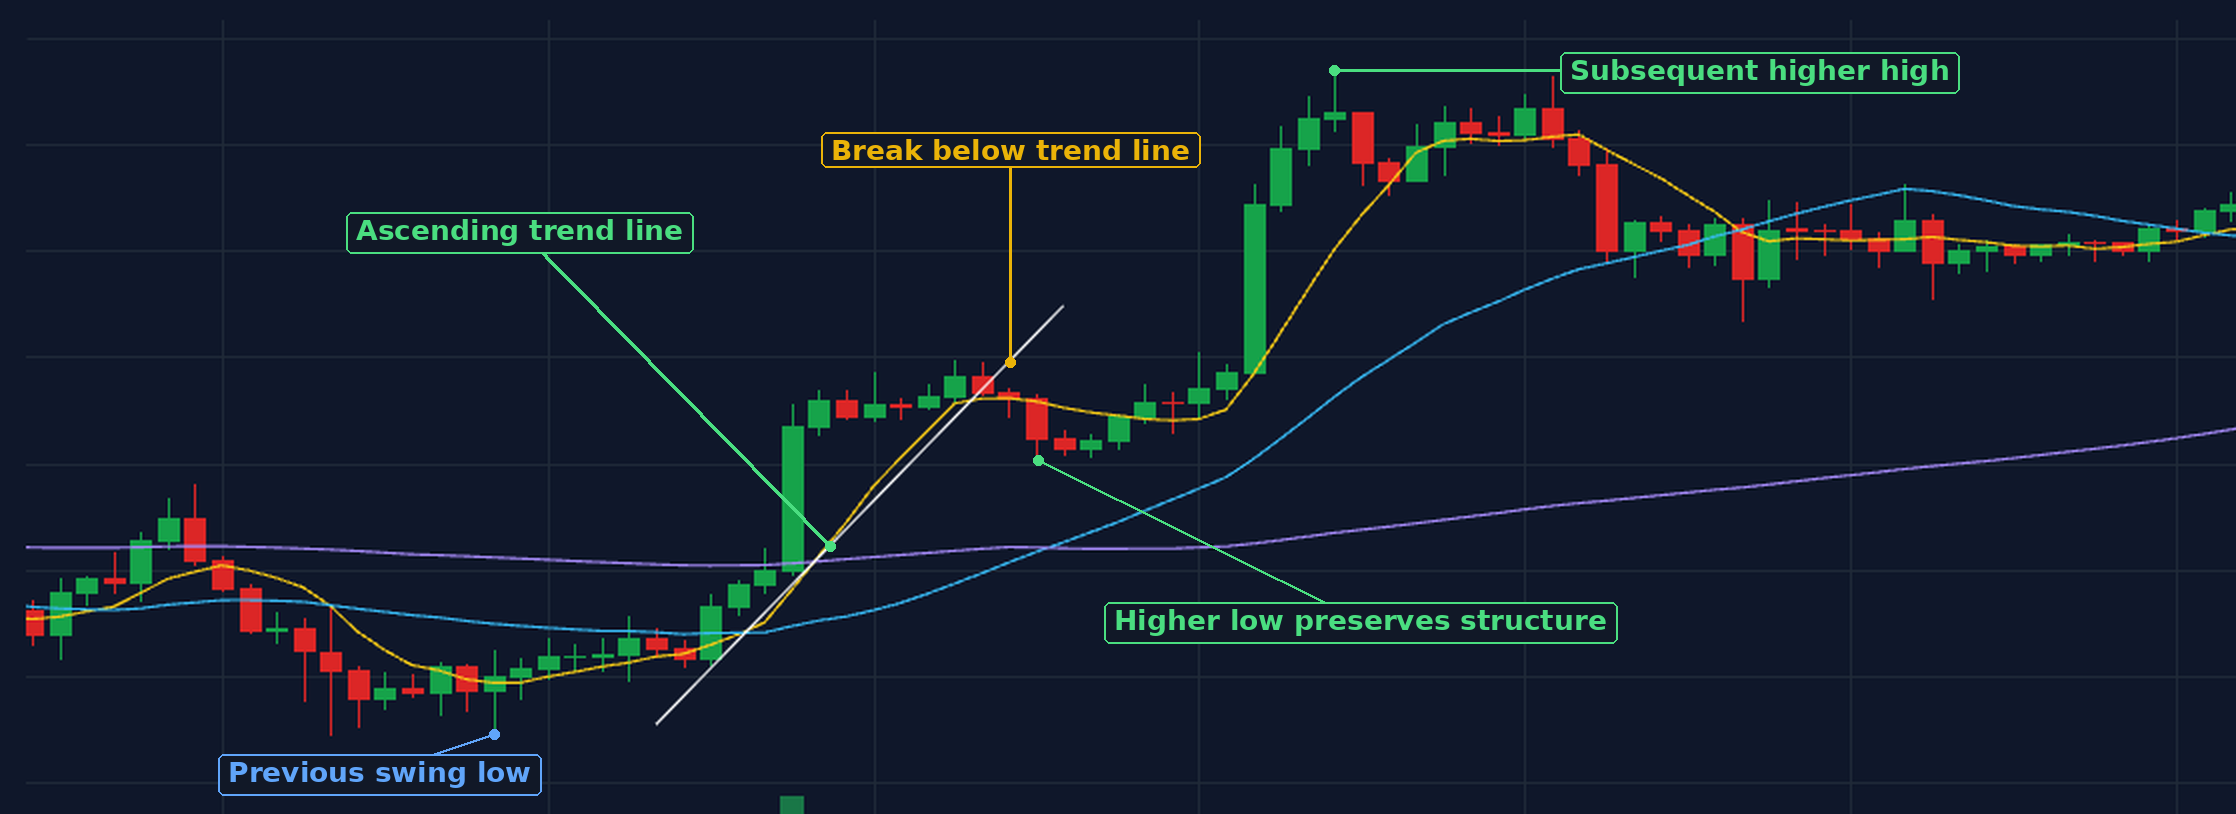 Subsequent higher high
Break below trend line
Ascending trend line
Higher low preserves structure
Previous swing low